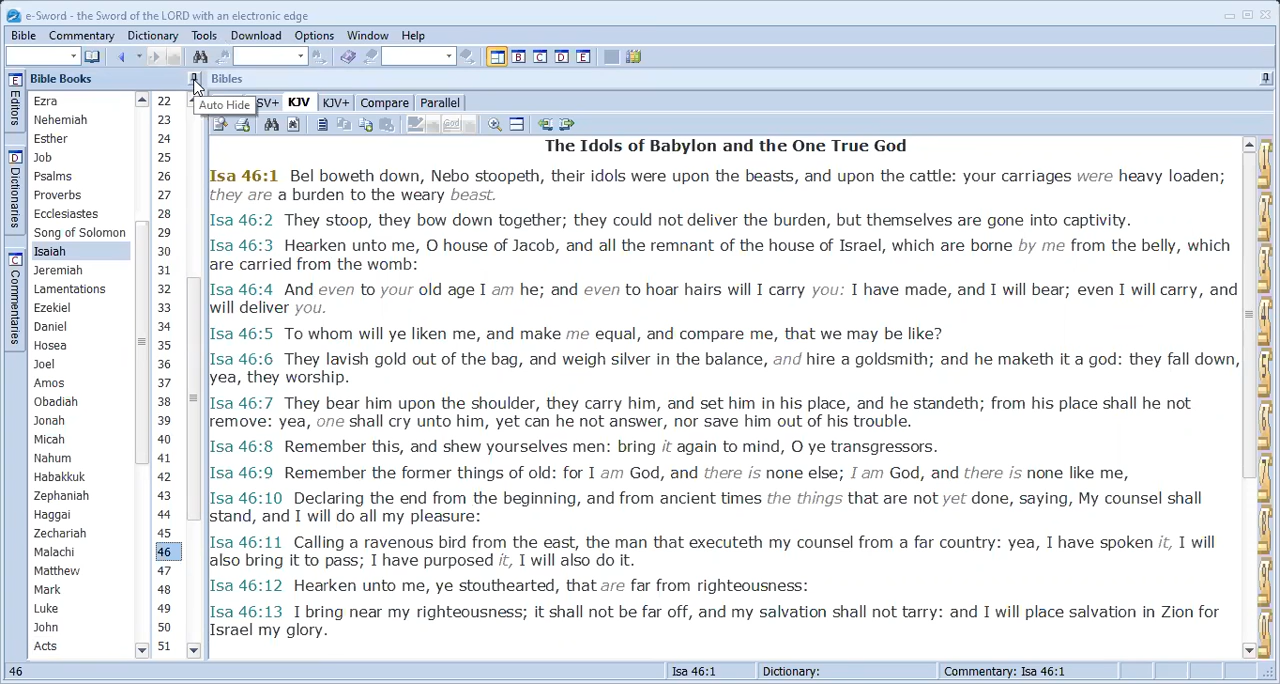 e-Sword - the Sword of the LORD with an electronic edge
Bible Commentary Dictionary Tools Download Options Window Help
B C D E
Bible Books
Bibles
Auto Hide
SV+ KJV KJV+ Compare Parallel
E Editors
D Dictionaries
C Commentaries
Ezra
Nehemiah
Esther
Job
Psalms
Proverbs
Ecclesiastes
Song of Solomon
Isaiah
Jeremiah
Lamentations
Ezekiel
Daniel
Hosea
Joel
Amos
Obadiah
Jonah
Micah
Nahum
Habakkuk
Zephaniah
Haggai
Zechariah
Malachi
Matthew
Mark
Luke
John
Acts
22
23
24
25
26
27
28
29
30
31
32
33
34
35
36
37
38
39
40
41
42
43
44
45
46
47
48
49
50
51
God
The Idols of Babylon and the One True God
Isa 46:1 Bel boweth down, Nebo stoopeth, their idols were upon the beasts, and upon the cattle: your carriages were heavy loaden;
they are a burden to the weary beast.
Isa 46:2 They stoop, they bow down together; they could not deliver the burden, but themselves are gone into captivity.
Isa 46:3 Hearken unto me, O house of Jacob, and all the remnant of the house of Israel, which are borne by me from the belly, which
are carried from the womb:
Isa 46:4 And even to your old age I am he; and even to hoar hairs will I carry you: I have made, and I will bear; even I will carry, and
will deliver you.
Isa 46:5 To whom will ye liken me, and make me equal, and compare me, that we may be like?
Isa 46:6 They lavish gold out of the bag, and weigh silver in the balance, and hire a goldsmith; and he maketh it a god: they fall down,
yea, they worship.
Isa 46:7 They bear him upon the shoulder, they carry him, and set him in his place, and he standeth; from his place shall he not
remove: yea, one shall cry unto him, yet can he not answer, nor save him out of his trouble.
Isa 46:8 Remember this, and shew yourselves men: bring it again to mind, O ye transgressors.
Isa 46:9 Remember the former things of old: for I am God, and there is none else; I am God, and there is none like me,
Isa 46:10 Declaring the end from the beginning, and from ancient times the things that are not yet done, saying, My counsel shall
stand, and I will do all my pleasure:
Isa 46:11 Calling a ravenous bird from the east, the man that executeth my counsel from a far country: yea, I have spoken it, I will
also bring it to pass; I have purposed it, I will also do it.
Isa 46:12 Hearken unto me, ye stouthearted, that are far from righteousness:
Isa 46:13 I bring near my righteousness; it shall not be far off, and my salvation shall not tarry: and I will place salvation in Zion for
Israel my glory.
1
2
3
4
5
6
7
8
9
0
46
Isa 46:1
Dictionary:
Commentary: Isa 46:1